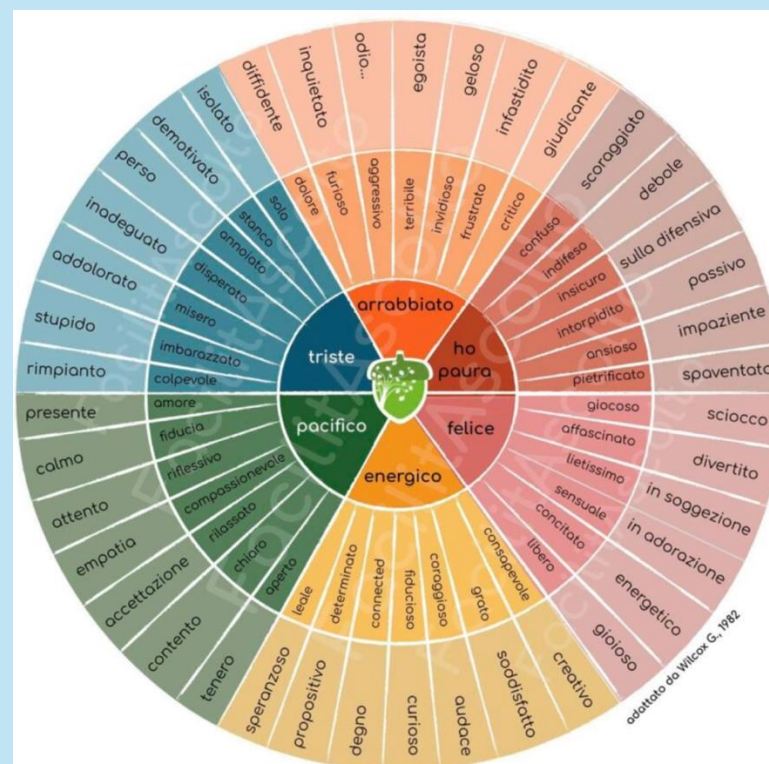 arrabbiato
ho
paura
felice
energico
pacifico
triste
dolore
furioso
aggressivo
terribile
invidioso
frustrato
critico
confuso
indifeso
insicuro
intorpidito
ansioso
pietrificato
giocoso
affascinato
lietissimo
sensuale
concitato
libero
consapevole
grato
coraggioso
fiducioso
connected
determinato
leale
aperto
chiaro
rilassato
compassionevole
riflessivo
fiducia
amore
colpevole
imbarazzato
misero
disperato
annoiato
stanco
solo
diffidente
inquietato
odio...
egoista
geloso
infastidito
giudicante
scoraggiato
debole
sulla difensiva
passivo
impaziente
spaventato
sciocco
divertito
in soggezione
in adorazione
energetico
gioioso
creativo
soddisfatto
audace
curioso
degno
propositivo
speranzoso
tenero
contento
accettazione
empatia
attento
calmo
presente
rimpianto
stupido
addolorato
inadeguato
perso
demotivato
isolato
adattato da Wilcox G., 1982
FacilitAscolto